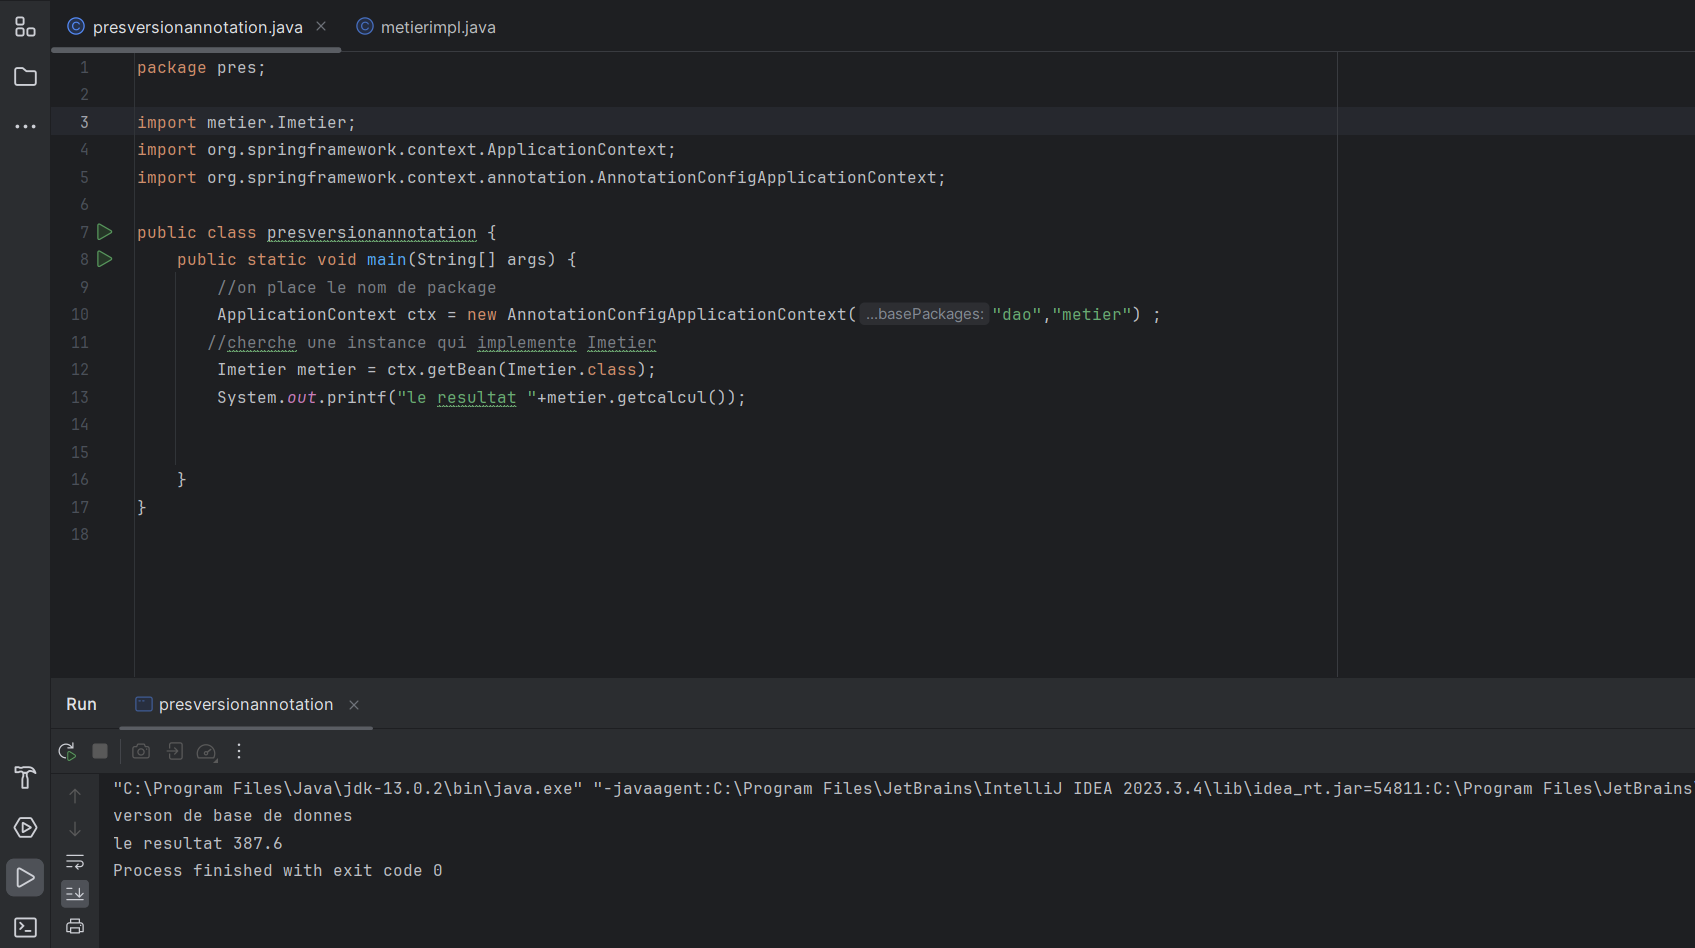 presversionannotation.java metierimpl.java
1 package pres;
2
3 import metier.Imetier;
4 import org.springframework.context.ApplicationContext;
5 import org.springframework.context.annotation.AnnotationConfigApplicationContext;
6
7 public class presversionannotation {
8 public static void main(String[] args) {
9 //on place le nom de package
10 ApplicationContext ctx = new AnnotationConfigApplicationContext( ...basePackages: "dao","metier") ;
11 //cherche une instance qui implemente Imetier
12 Imetier metier = ctx.getBean(Imetier.class);
13 System.out.printf("le resultat "+metier.getcalcul());
14
15
16 }
17 }
18
Run presversionannotation
"C:\Program Files\Java\jdk-13.0.2\bin\java.exe" "-javaagent:C:\Program Files\JetBrains\IntelliJ IDEA 2023.3.4\lib\idea_rt.jar=54811:C:\Program Files\JetBrains\
verson de base de donnes
le resultat 387.6
Process finished with exit code 0